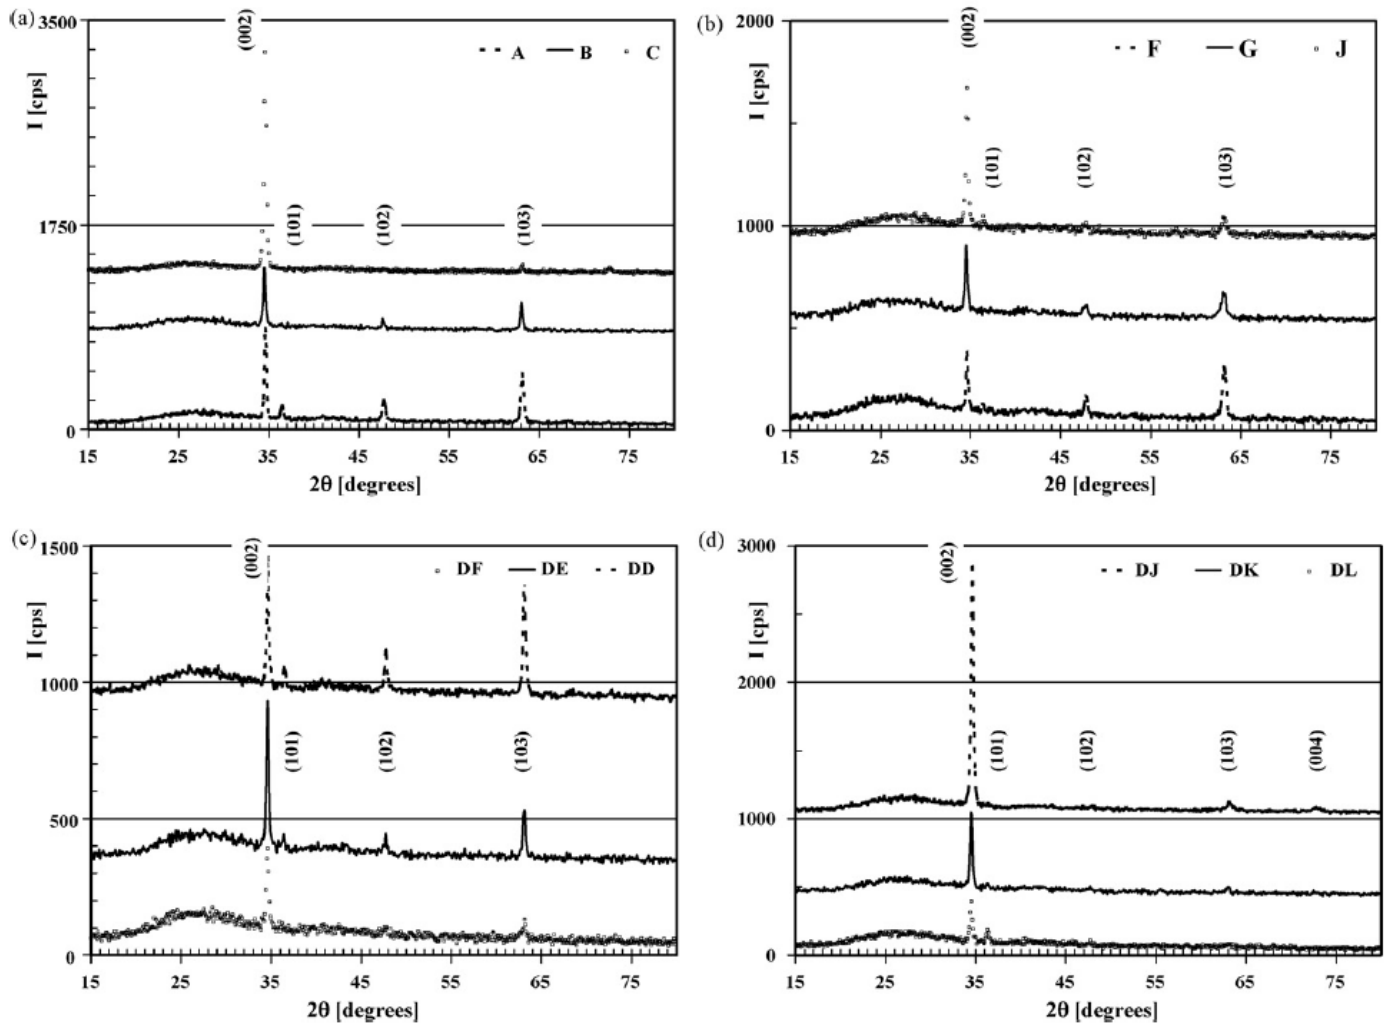 (a)
3500
(002)
A B C
I [cps]
1750
(101)
(102)
(103)
0
15 25 35 45 55 65 75
2θ [degrees]
(b)
2000
(002)
F G J
I [cps]
(101)
(102)
(103)
1000
0
15 25 35 45 55 65 75
2θ [degrees]
(c)
1500
(002)
DF DE DD
I [cps]
1000
(101)
(102)
(103)
500
0
15 25 35 45 55 65 75
2θ [degrees]
(d)
3000
(002)
DJ DK DL
I [cps]
2000
(101)
(102)
(103)
(004)
1000
0
15 25 35 45 55 65 75
2θ [degrees]